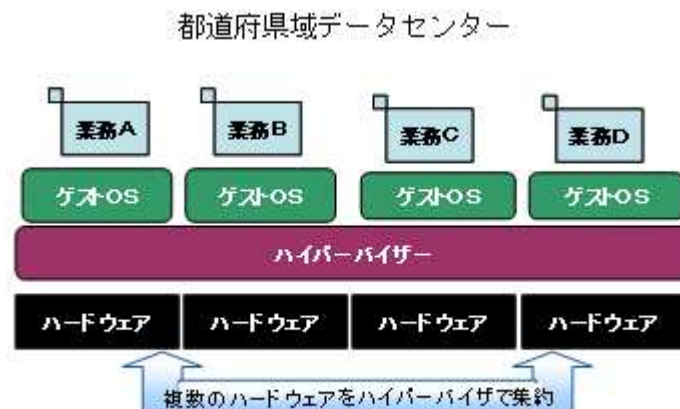 都道府県域データセンター
業務A 業務B 業務C 業務D
ゲストOS ゲストOS ゲストOS ゲストOS
ハイパーバイザー
ハードウェア ハードウェア ハードウェア ハードウェア
複数のハードウェアをハイパーバイザで集約